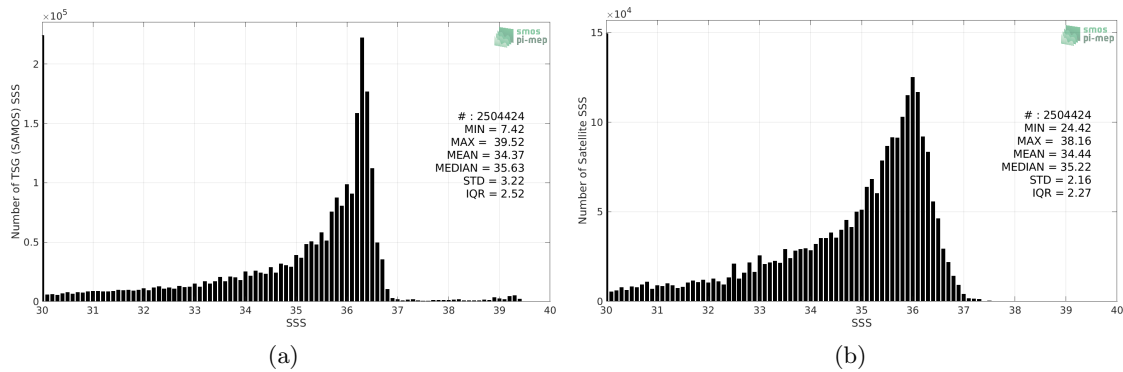 ×10^5
smos
pi-mep
Number of TSG (SAMOS) SSS
2
1.5
1
0.5
0
# : 2504424
MIN = 7.42
MAX = 39.52
MEAN = 34.37
MEDIAN = 35.63
STD = 3.22
IQR = 2.52
30 31 32 33 34 35 36 37 38 39 40
SSS
(a)
×10^4
smos
pi-mep
Number of Satellite SSS
15
10
5
0
# : 2504424
MIN = 24.42
MAX = 38.16
MEAN = 34.44
MEDIAN = 35.22
STD = 2.16
IQR = 2.27
30 31 32 33 34 35 36 37 38 39 40
SSS
(b)